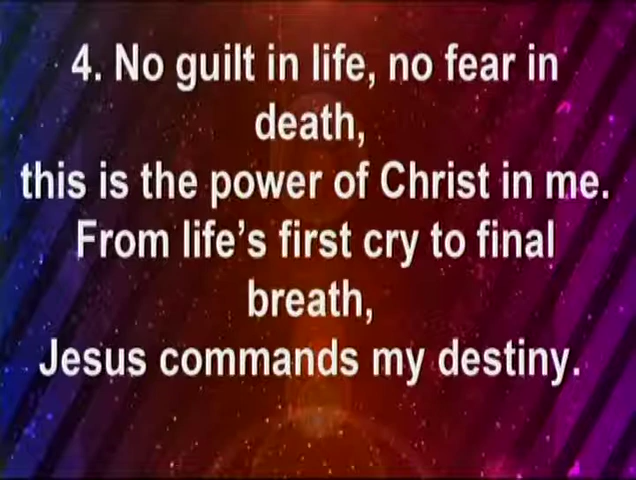 4. No guilt in life, no fear in
death,
this is the power of Christ in me.
From life’s first cry to final
breath,
Jesus commands my destiny.